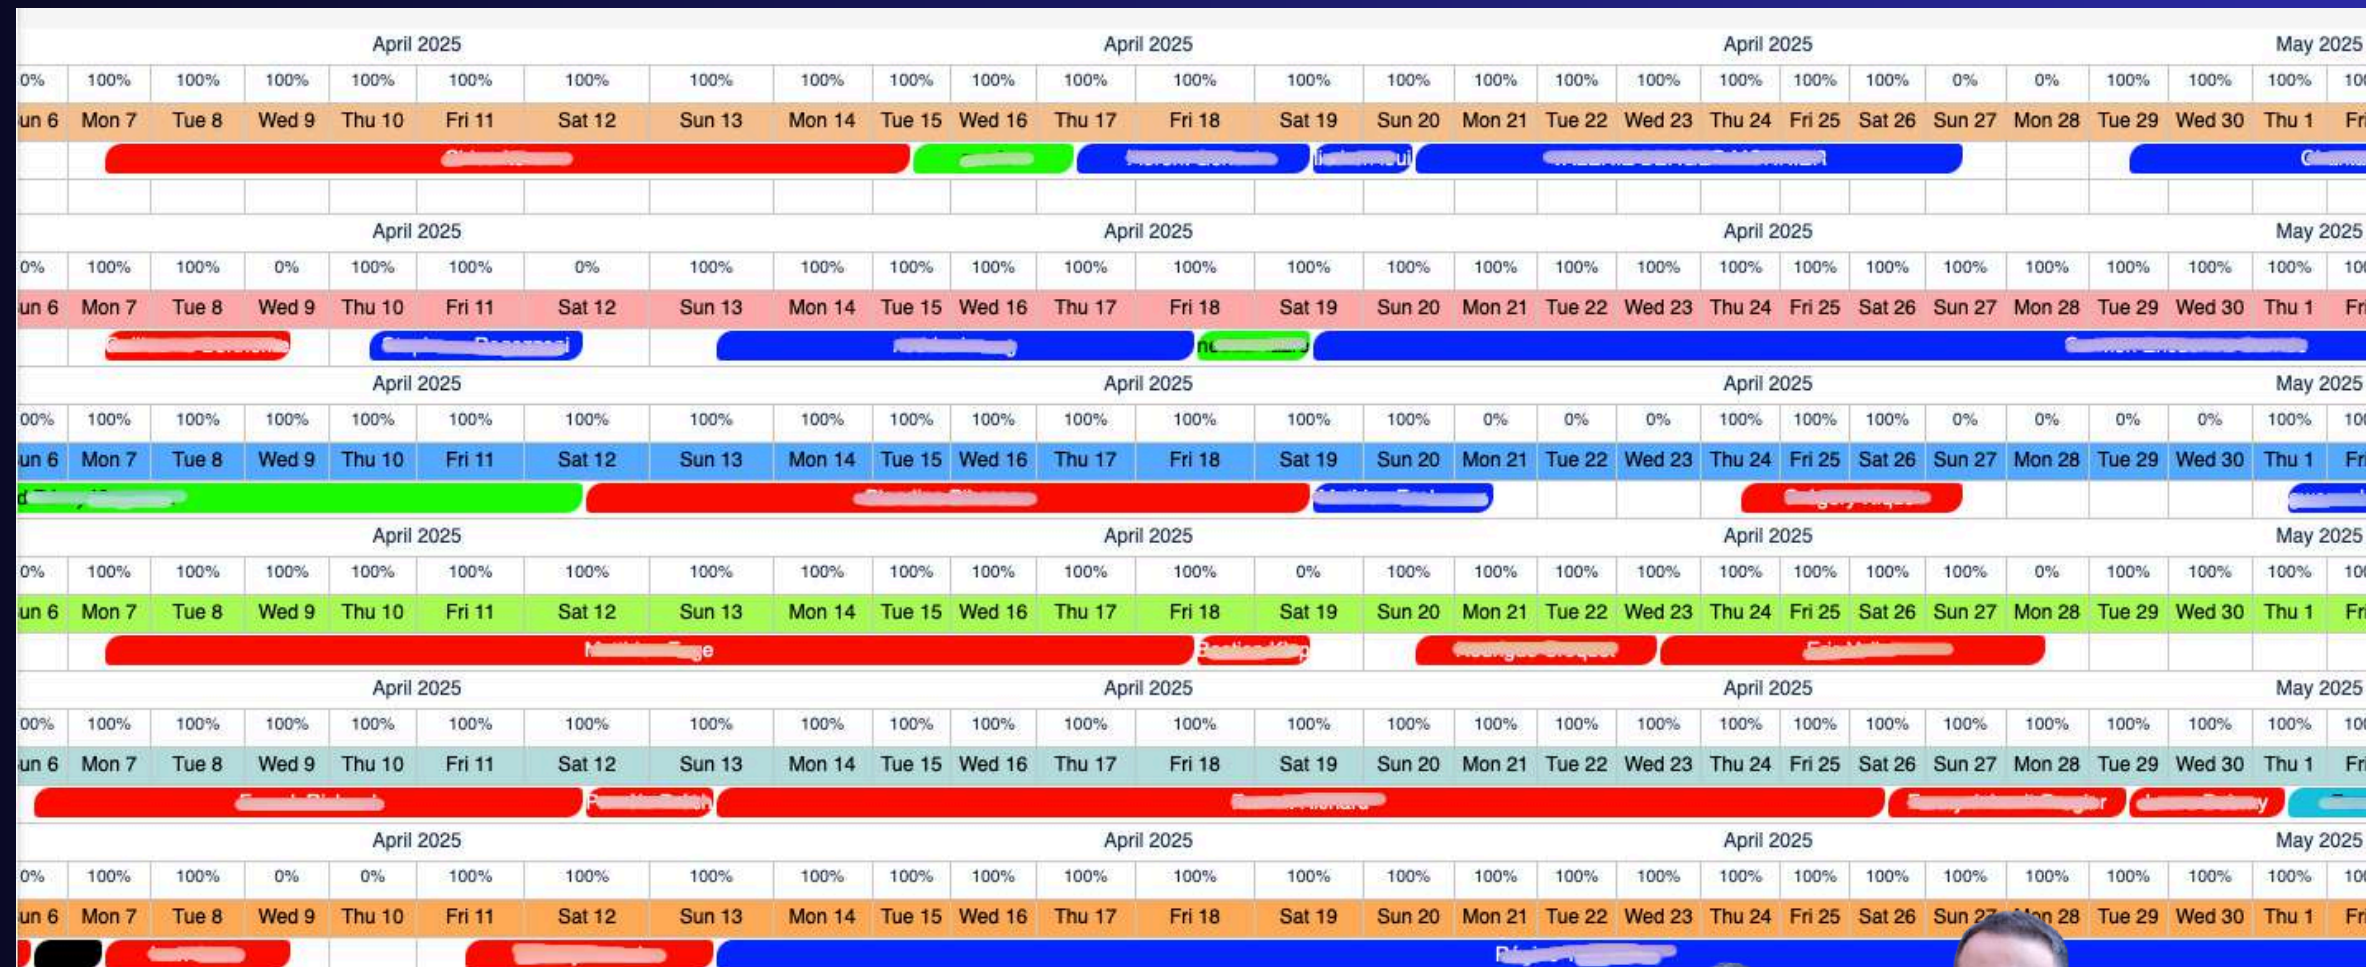 April 2025 April 2025 April 2025 May 2025
0% 100% 100% 100% 100% 100% 100% 100% 100% 100% 100% 100% 100% 100% 100% 100% 100% 100% 100% 100% 100% 0% 0% 100% 100% 100% 10
un 6 Mon 7 Tue 8 Wed 9 Thu 10 Fri 11 Sat 12 Sun 13 Mon 14 Tue 15 Wed 16 Thu 17 Fri 18 Sat 19 Sun 20 Mon 21 Tue 22 Wed 23 Thu 24 Fri 25 Sat 26 Sun 27 Mon 28 Tue 29 Wed 30 Thu 1 Fri
April 2025 April 2025 April 2025 May 2025
0% 100% 100% 0% 100% 100% 0% 100% 100% 100% 100% 100% 100% 100% 100% 100% 100% 100% 100% 100% 100% 100% 100% 100% 100% 100% 10
un 6 Mon 7 Tue 8 Wed 9 Thu 10 Fri 11 Sat 12 Sun 13 Mon 14 Tue 15 Wed 16 Thu 17 Fri 18 Sat 19 Sun 20 Mon 21 Tue 22 Wed 23 Thu 24 Fri 25 Sat 26 Sun 27 Mon 28 Tue 29 Wed 30 Thu 1 Fri
April 2025 April 2025 April 2025 May 2025
00% 100% 100% 100% 100% 100% 100% 100% 100% 100% 100% 100% 100% 100% 100% 0% 0% 0% 100% 100% 100% 0% 0% 0% 0% 100% 10
un 6 Mon 7 Tue 8 Wed 9 Thu 10 Fri 11 Sat 12 Sun 13 Mon 14 Tue 15 Wed 16 Thu 17 Fri 18 Sat 19 Sun 20 Mon 21 Tue 22 Wed 23 Thu 24 Fri 25 Sat 26 Sun 27 Mon 28 Tue 29 Wed 30 Thu 1 Fri
April 2025 April 2025 April 2025 May 2025
0% 100% 100% 100% 100% 100% 100% 100% 100% 100% 100% 100% 100% 0% 100% 100% 100% 100% 100% 100% 100% 100% 0% 100% 100% 100% 10
un 6 Mon 7 Tue 8 Wed 9 Thu 10 Fri 11 Sat 12 Sun 13 Mon 14 Tue 15 Wed 16 Thu 17 Fri 18 Sat 19 Sun 20 Mon 21 Tue 22 Wed 23 Thu 24 Fri 25 Sat 26 Sun 27 Mon 28 Tue 29 Wed 30 Thu 1 Fri
April 2025 April 2025 April 2025 May 2025
00% 100% 100% 100% 100% 100% 100% 100% 100% 100% 100% 100% 100% 100% 100% 100% 100% 100% 100% 100% 100% 100% 100% 100% 100% 100% 10
un 6 Mon 7 Tue 8 Wed 9 Thu 10 Fri 11 Sat 12 Sun 13 Mon 14 Tue 15 Wed 16 Thu 17 Fri 18 Sat 19 Sun 20 Mon 21 Tue 22 Wed 23 Thu 24 Fri 25 Sat 26 Sun 27 Mon 28 Tue 29 Wed 30 Thu 1 Fri
April 2025 April 2025 April 2025 May 2025
0% 100% 100% 0% 0% 100% 100% 100% 100% 100% 100% 100% 100% 100% 100% 100% 100% 100% 100% 100% 100% 100% 100% 100% 100% 100% 10
un 6 Mon 7 Tue 8 Wed 9 Thu 10 Fri 11 Sat 12 Sun 13 Mon 14 Tue 15 Wed 16 Thu 17 Fri 18 Sat 19 Sun 20 Mon 21 Tue 22 Wed 23 Thu 24 Fri 25 Sat 26 Sun 27 Mon 28 Tue 29 Wed 30 Thu 1 Fri